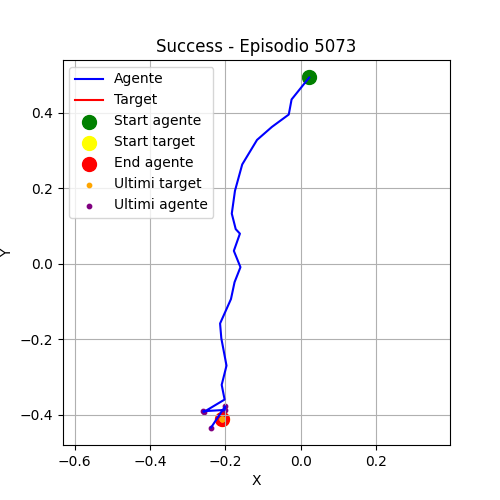 Success - Episodio 5073
Agente
Target
Start agente
Start target
End agente
Ultimi target
Ultimi agente
0.4
0.2
0.0
−0.2
−0.4
Y
−0.6
−0.4
−0.2
0.0
0.2
X